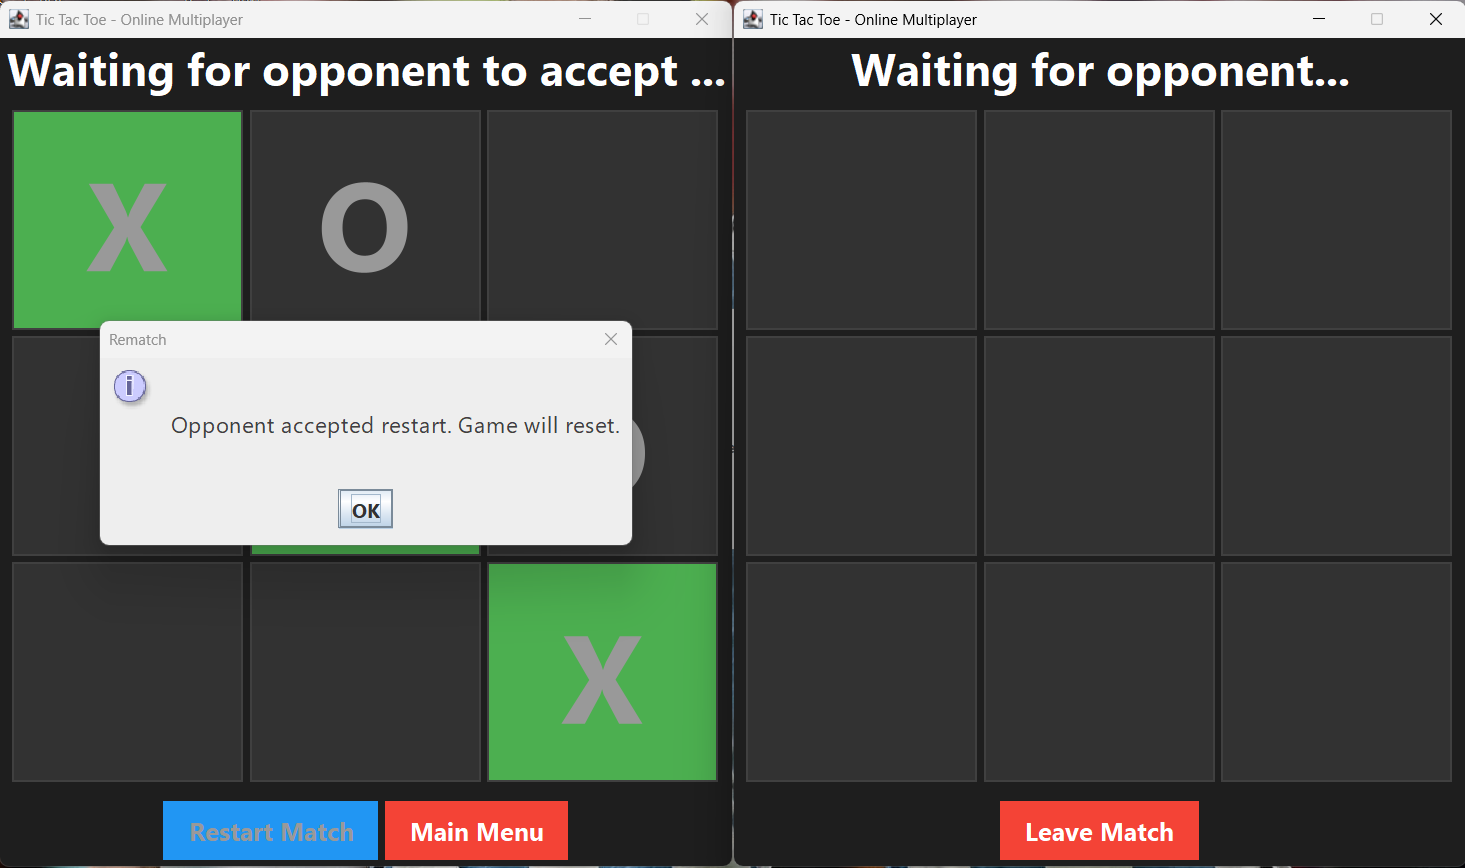 Tic Tac Toe - Online Multiplayer
Waiting for opponent to accept ...
X O
Rematch
i
Opponent accepted restart. Game will reset.
OK
X
Restart Match Main Menu
Tic Tac Toe - Online Multiplayer
Waiting for opponent...
Leave Match